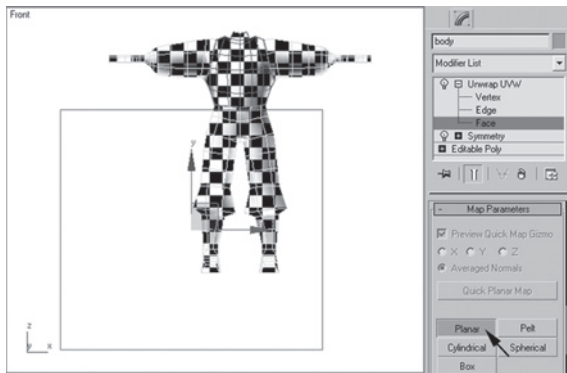 Front
body
Modifier List
Unwrap UVW
Vertex
Edge
Face
Symmetry
Editable Poly
- Map Parameters
Preview Quick Map Gizmo
X Y Z
Averaged Normals
Quick Planar Map
Planar Pelt
Cylindrical Spherical
Box
y
z
y x